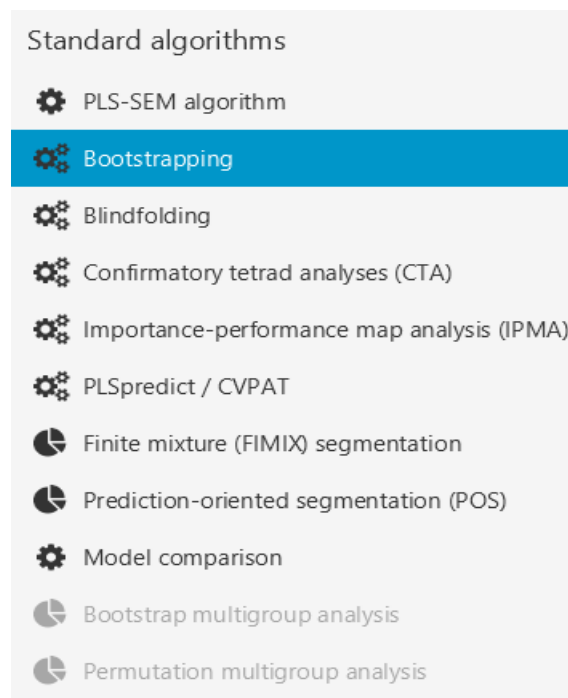 Standard algorithms
PLS-SEM algorithm
Bootstrapping
Blindfolding
Confirmatory tetrad analyses (CTA)
Importance-performance map analysis (IPMA)
PLSpredict / CVPAT
Finite mixture (FIMIX) segmentation
Prediction-oriented segmentation (POS)
Model comparison
Bootstrap multigroup analysis
Permutation multigroup analysis